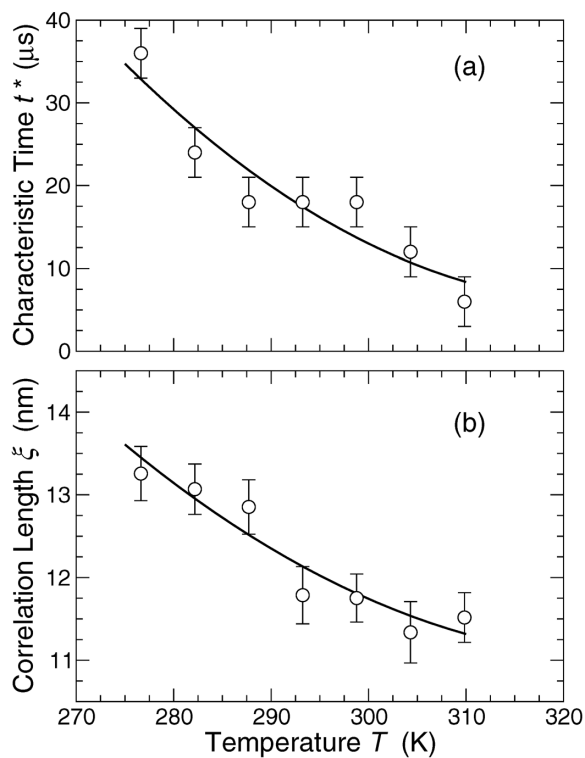 40
30
20
10
0
Characteristic Time t* (μs)
(a)
14
13
12
11
Correlation Length ξ (nm)
(b)
270 280 290 300 310 320
Temperature T (K)